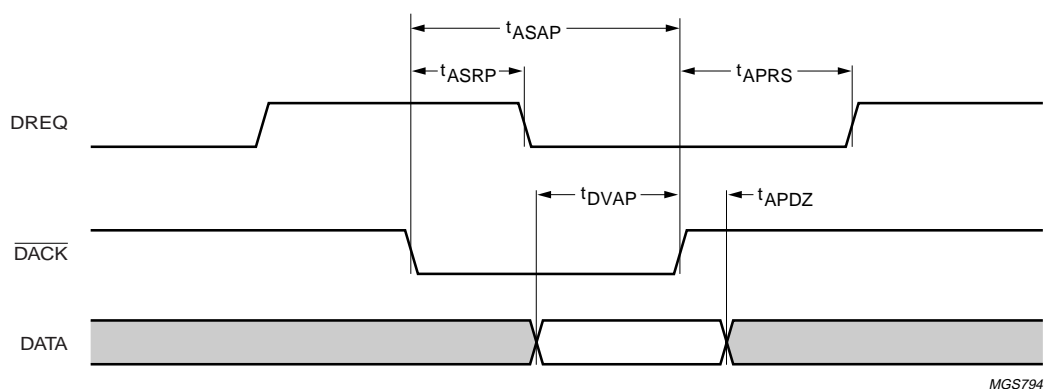 tASAP
tASRP
tAPRS
DREQ
tDVAP
tAPDZ
DACK
DATA
MGS794